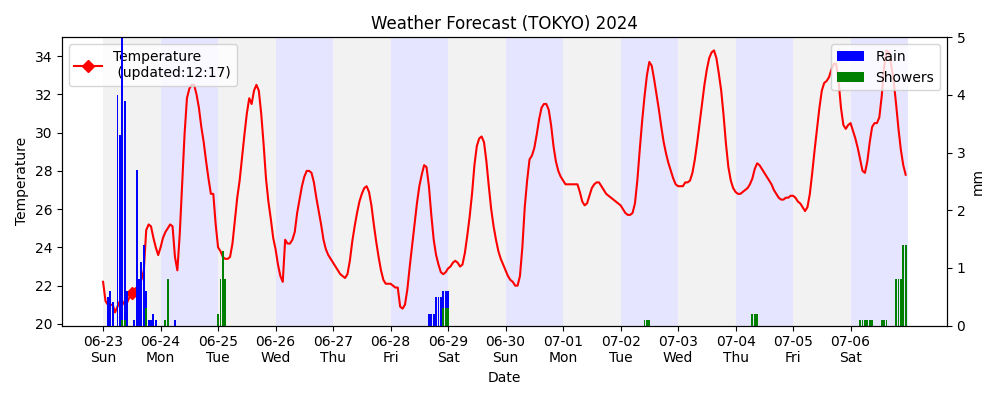 Weather Forecast (TOKYO) 2024
Temperature
(updated:12:17)
Rain
Showers
34
32
30
28
26
24
22
20
Temperature
5
4
3
2
1
0
mm
06-23 06-24 06-25 06-26 06-27 06-28 06-29 06-30 07-01 07-02 07-03 07-04 07-05 07-06
Sun Mon Tue Wed Thu Fri Sat Sun Mon Tue Wed Thu Fri Sat
Date